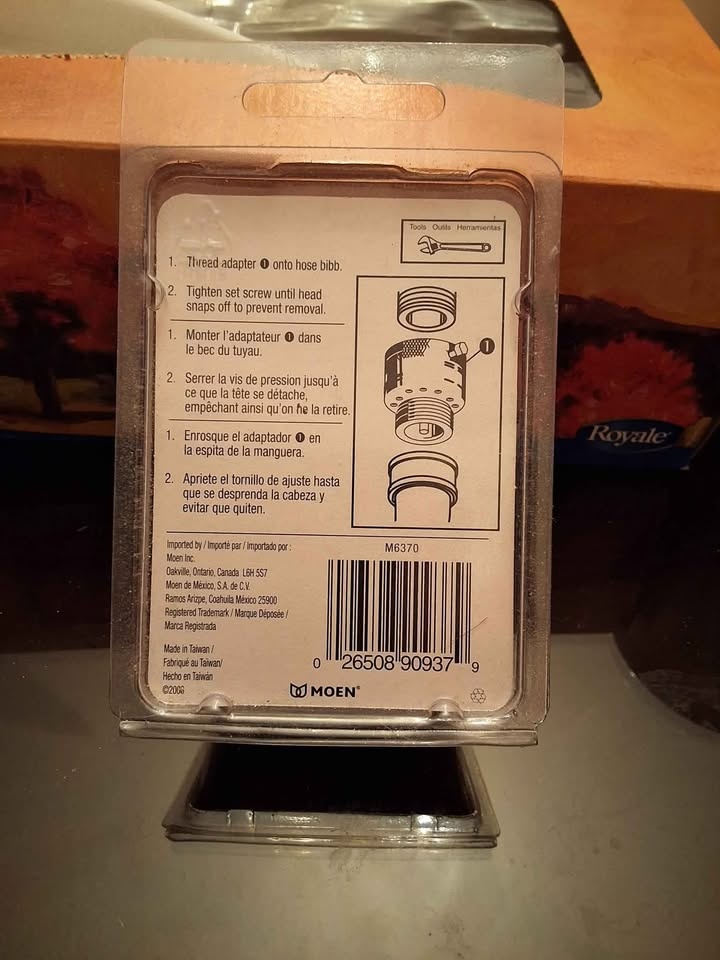 Tools Outils Herramientas
1. Thread adapter ❶ onto hose bibb.
2. Tighten set screw until head
snaps off to prevent removal.
1. Monter l'adaptateur ❶ dans
le bec du tuyau.
2. Serrer la vis de pression jusqu'à
ce que la tête se détache,
empêchant ainsi qu'on ne la retire.
1. Enrosque el adaptador ❶ en
la espita de la manguera.
2. Apriete el tornillo de ajuste hasta
que se desprenda la cabeza y
evitar que quiten.
❶
Imported by / Importé par / Importado por :
Moen Inc.
Oakville, Ontario, Canada L6H 5S7
Moen de México, S.A. de C.V.
Ramos Arizpe, Coahuila México 25900
Registered Trademark / Marque Déposée /
Marca Registrada
Made in Taiwan /
Fabriqué au Taiwan/
Hecho en Taiwán
M6370
0 26508 90937 9
MOEN®
Royale